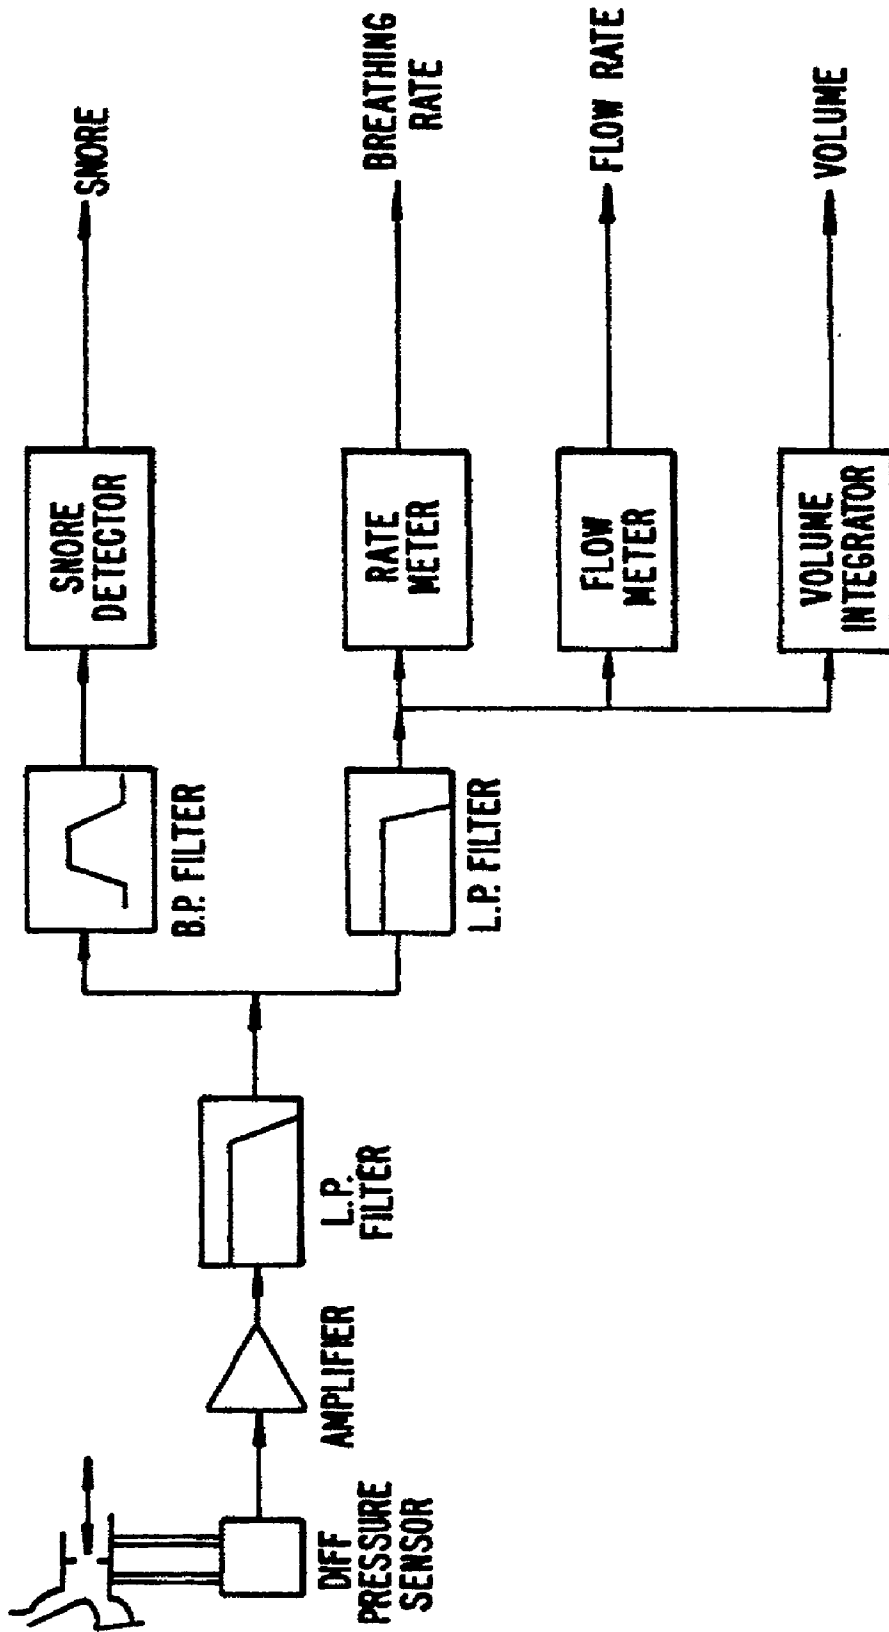 DIFF
PRESSURE
SENSOR
AMPLIFIER
L.P.
FILTER
B.P. FILTER
L.P. FILTER
SNORE
DETECTOR
RATE
METER
FLOW
METER
VOLUME
INTEGRATOR
SNORE
BREATHING
RATE
FLOW RATE
VOLUME